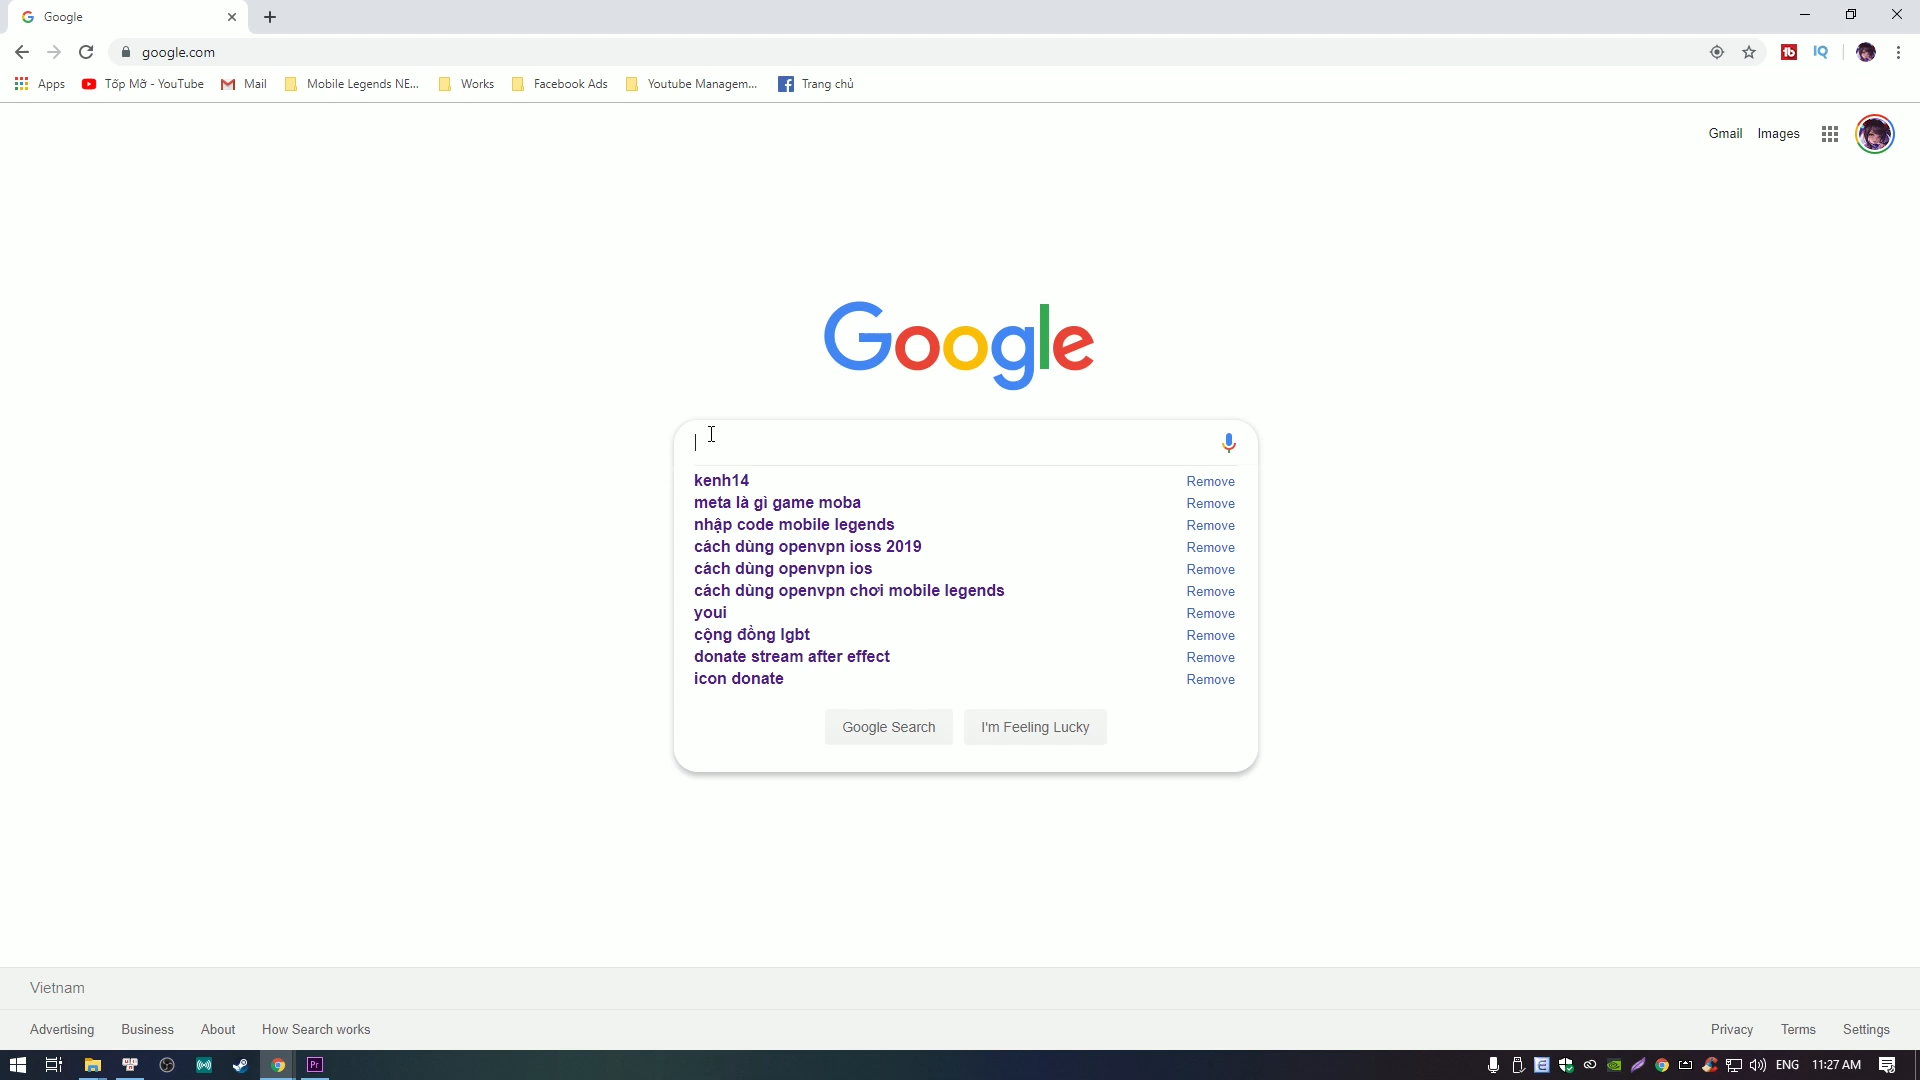 Google
google.com
Apps Tốp Mỡ - YouTube Mail Mobile Legends NE... Works Facebook Ads Youtube Managem... Trang chủ
Gmail Images
Google
kenh14 Remove
meta là gì game moba Remove
nhập code mobile legends Remove
cách dùng openvpn ioss 2019 Remove
cách dùng openvpn ios Remove
cách dùng openvpn chơi mobile legends Remove
youi Remove
cộng đồng lgbt Remove
donate stream after effect Remove
icon donate Remove
Google Search I'm Feeling Lucky
Vietnam
Advertising Business About How Search works Privacy Terms Settings
Pr ENG 11:27 AM